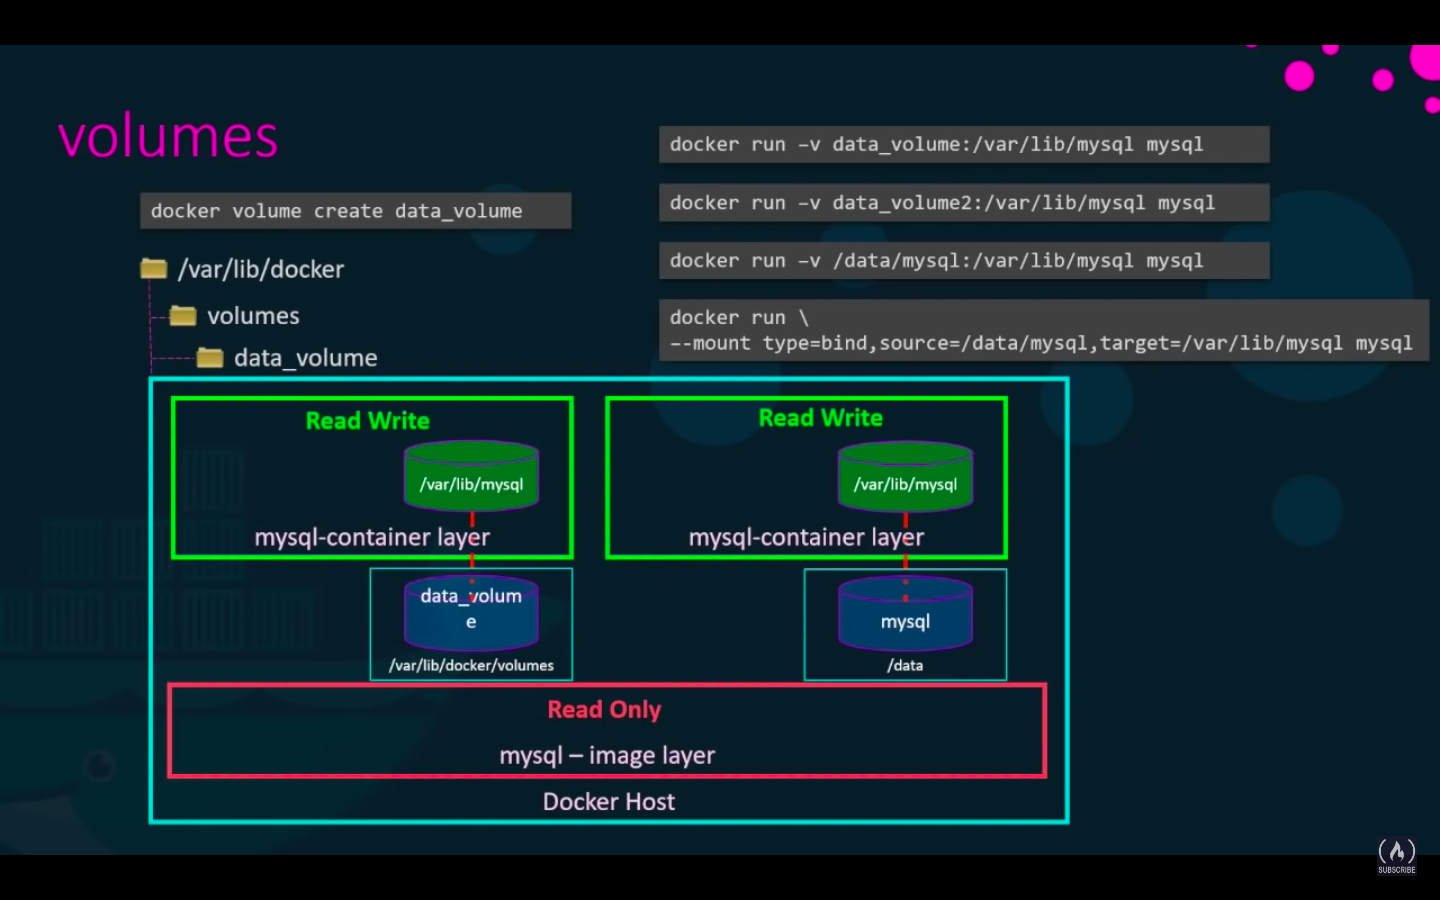 volumes
docker volume create data_volume
/var/lib/docker
volumes
data_volume
docker run –v data_volume:/var/lib/mysql mysql
docker run –v data_volume2:/var/lib/mysql mysql
docker run –v /data/mysql:/var/lib/mysql mysql
docker run \
--mount type=bind,source=/data/mysql,target=/var/lib/mysql mysql
Read Write
/var/lib/mysql
mysql-container layer
data_volum
e
/var/lib/docker/volumes
Read Write
/var/lib/mysql
mysql-container layer
mysql
/data
Read Only
mysql – image layer
Docker Host
SUBSCRIBE